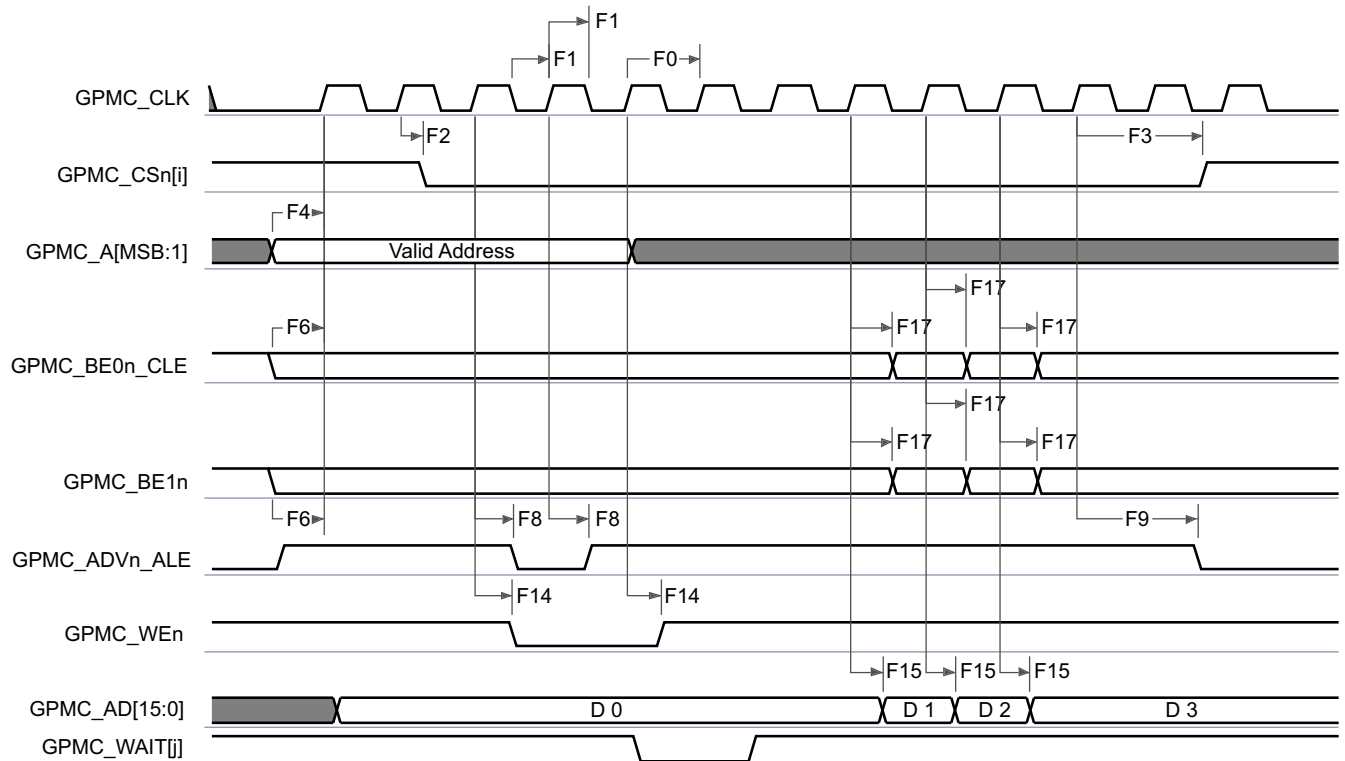 F1
F1 F0
GPMC_CLK
F2 F3
GPMC_CSn[i]
F4
GPMC_A[MSB:1] Valid Address
F17
F6 F17 F17
GPMC_BE0n_CLE
F17
F17 F17
GPMC_BE1n
F6 F8 F8 F9
GPMC_ADVn_ALE
F14 F14
GPMC_WEn
F15 F15 F15
GPMC_AD[15:0] D 0 D 1 D 2 D 3
GPMC_WAIT[j]